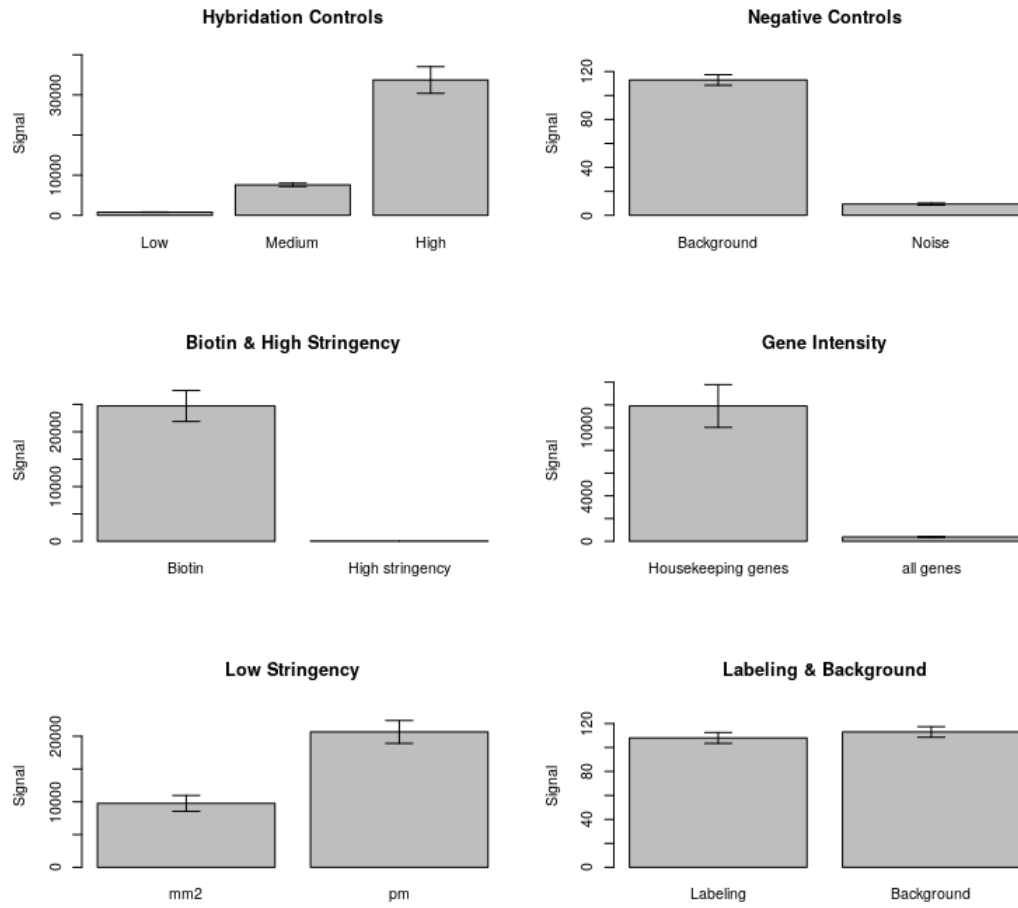 Hybridation Controls
Signal
0
10000
30000
Low Medium High
Negative Controls
Signal
0
40
80
120
Background Noise
Biotin & High Stringency
Signal
0
10000
20000
Biotin High stringency
Gene Intensity
Signal
0
4000
10000
Housekeeping genes all genes
Low Stringency
Signal
0
10000
20000
mm2 pm
Labeling & Background
Signal
0
40
80
120
Labeling Background